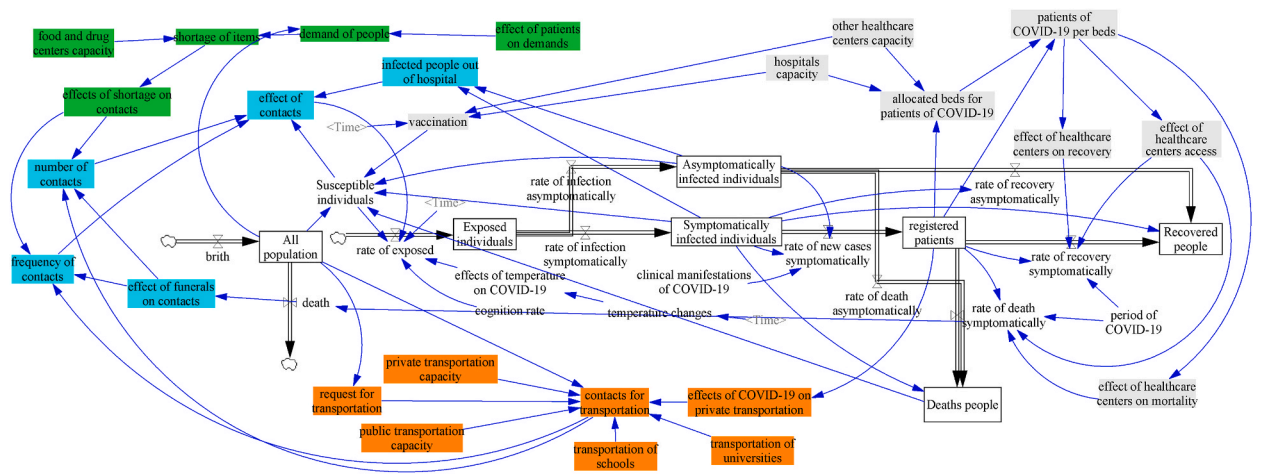 food and drug
centers capacity
shortage of items
demand of people
effect of patients
on demands
other healthcare
centers capacity
patients of
COVID-19 per beds
infected people out
of hospital
hospitals
capacity
effects of shortage on
contacts
effect of
contacts
<Time>
vaccination
allocated beds for
patients of COVID-19
effect of healthcare
centers on recovery
effect of
healthcare
centers access
number of
contacts
Susceptible
individuals
rate of infection
asymptomatically
Asymptomatically
infected individuals
rate of recovery
asymptomatically
<Time>
All
population
brith
rate of exposed
Exposed
individuals
rate of infection
symptomatically
Symptomatically
infected individuals
rate of new cases
symptomatically
registered
patients
rate of recovery
symptomatically
Recovered
people
frequency of
contacts
effect of funerals
on contacts
death
effects of temperature
on COVID-19
clinical manifestations
of COVID-19
cognition rate
temperature changes
<Time>
rate of death
asymptomatically
rate of death
symptomatically
period of
COVID-19
private transportation
capacity
request for
transportation
contacts for
transportation
effects of COVID-19 on
private transportation
Deaths people
effect of healthcare
centers on mortality
public transportation
capacity
transportation of
schools
transportation of
universities